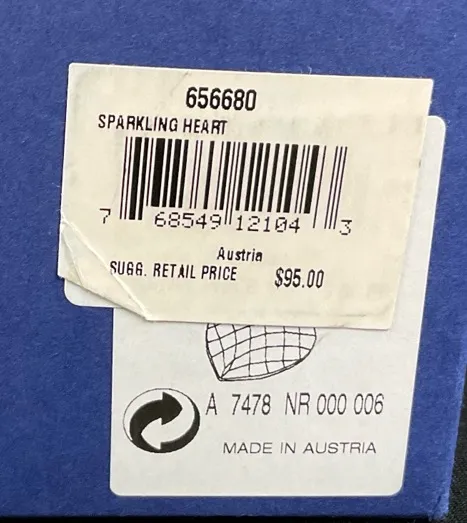 656680
SPARKLING HEART
7 68549 12104 3
Austria
SUGG. RETAIL PRICE $95.00
A 7478 NR 000 006
MADE IN AUSTRIA